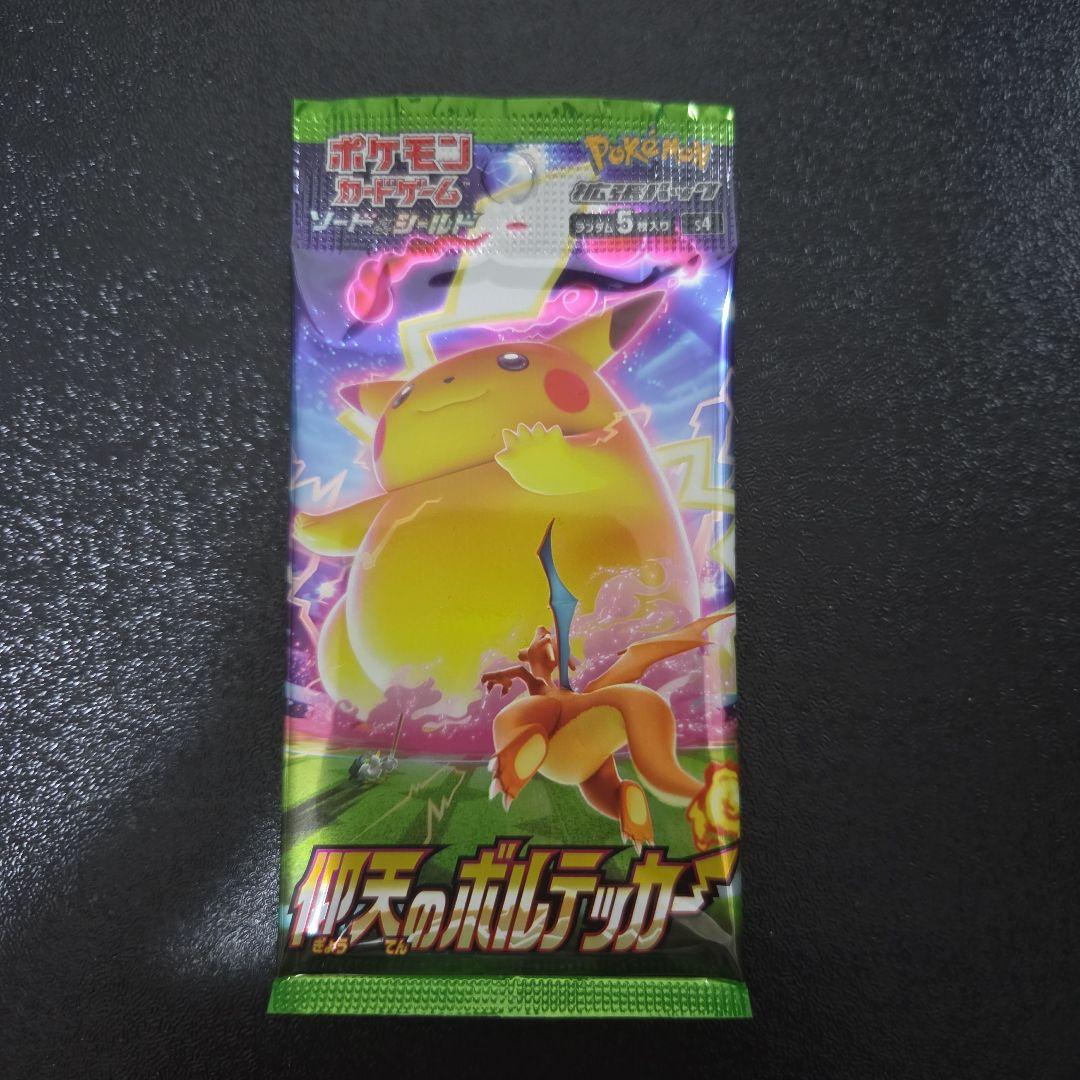 ポケモン
カードゲーム
ソード&シールド
Pokémon
拡張パック
ランダム5枚入り S4
仰天のボルテッカー
ぎょう てん